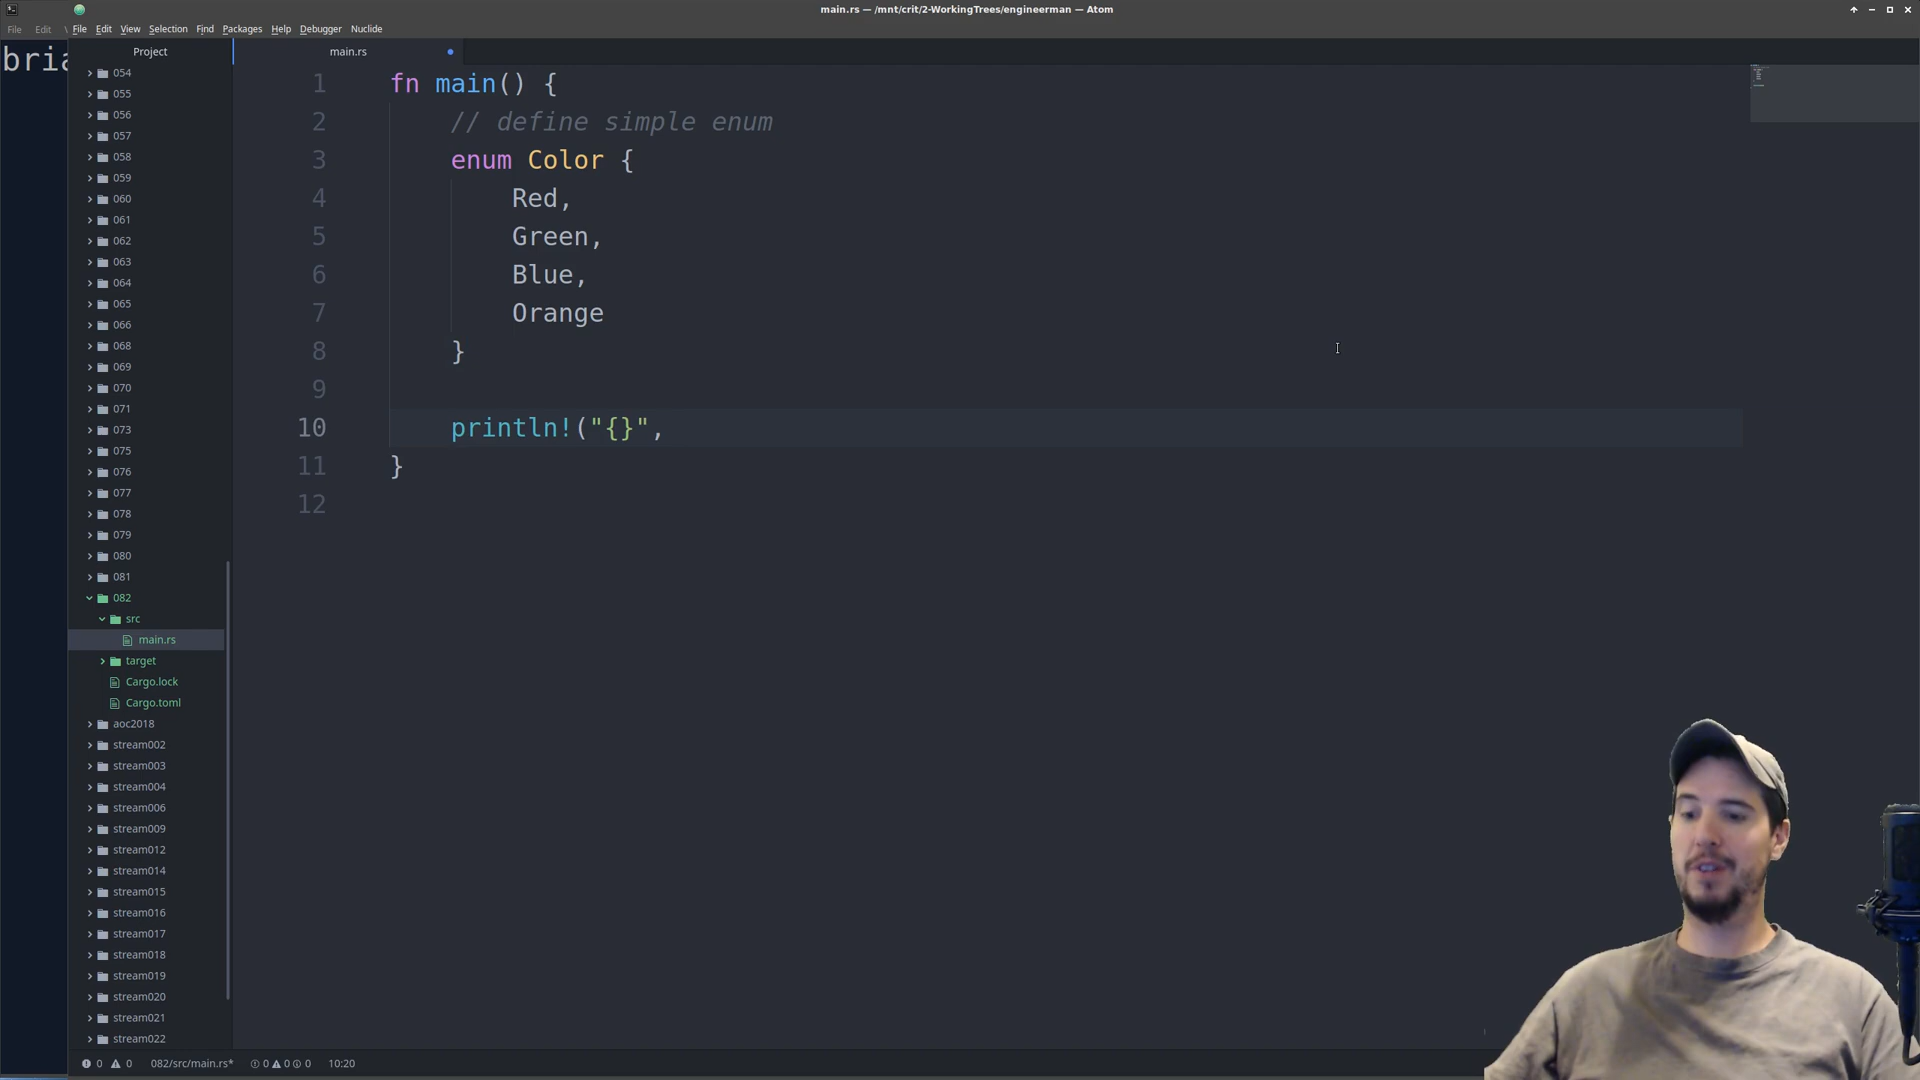 main.rs — /mnt/crit/2-WorkingTrees/engineerman — Atom
File Edit
File Edit View Selection Find Packages Help Debugger Nuclide
bria
Project
054
055
056
057
058
059
060
061
062
063
064
065
066
068
069
070
071
073
075
076
077
078
079
080
081
082
src
main.rs
target
Cargo.lock
Cargo.toml
aoc2018
stream002
stream003
stream004
stream006
stream009
stream012
stream014
stream015
stream016
stream017
stream018
stream019
stream020
stream021
stream022
main.rs
1 fn main() {
2 // define simple enum
3 enum Color {
4 Red,
5 Green,
6 Blue,
7 Orange
8 }
9
10 println!("{}",
11 }
12
0 0 082/src/main.rs* 0 0 0 10:20